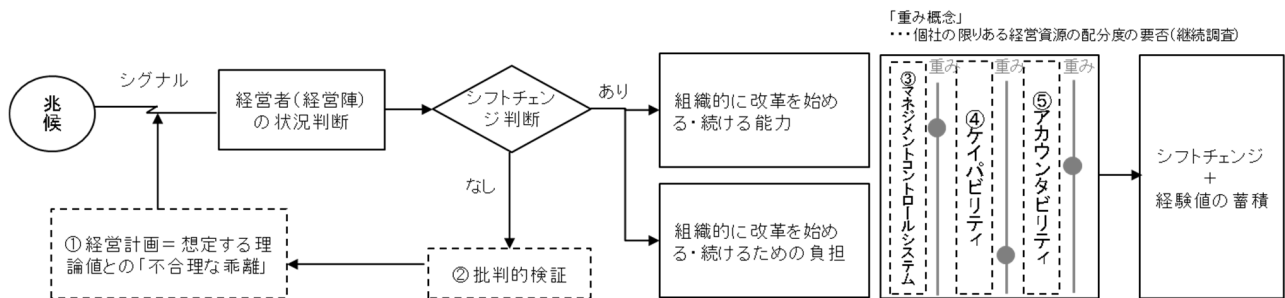 「重み概念」
・・・個社の限りある経営資源の配分度の要否(継続調査)
兆
候
シグナル
経営者(経営陣)
の状況判断
シフトチェン
ジ判断
あり
なし
組織的に改革を始め
る・続ける能力
組織的に改革を始め
る・続けるための負担
③マネジメントコントロールシステム
重み
④ケイパビリティ
重み
⑤アカウンタビリティ
重み
シフトチェンジ
+
経験値の蓄積
①経営計画=想定する理
論値との「不合理な乖離」
②批判的検証